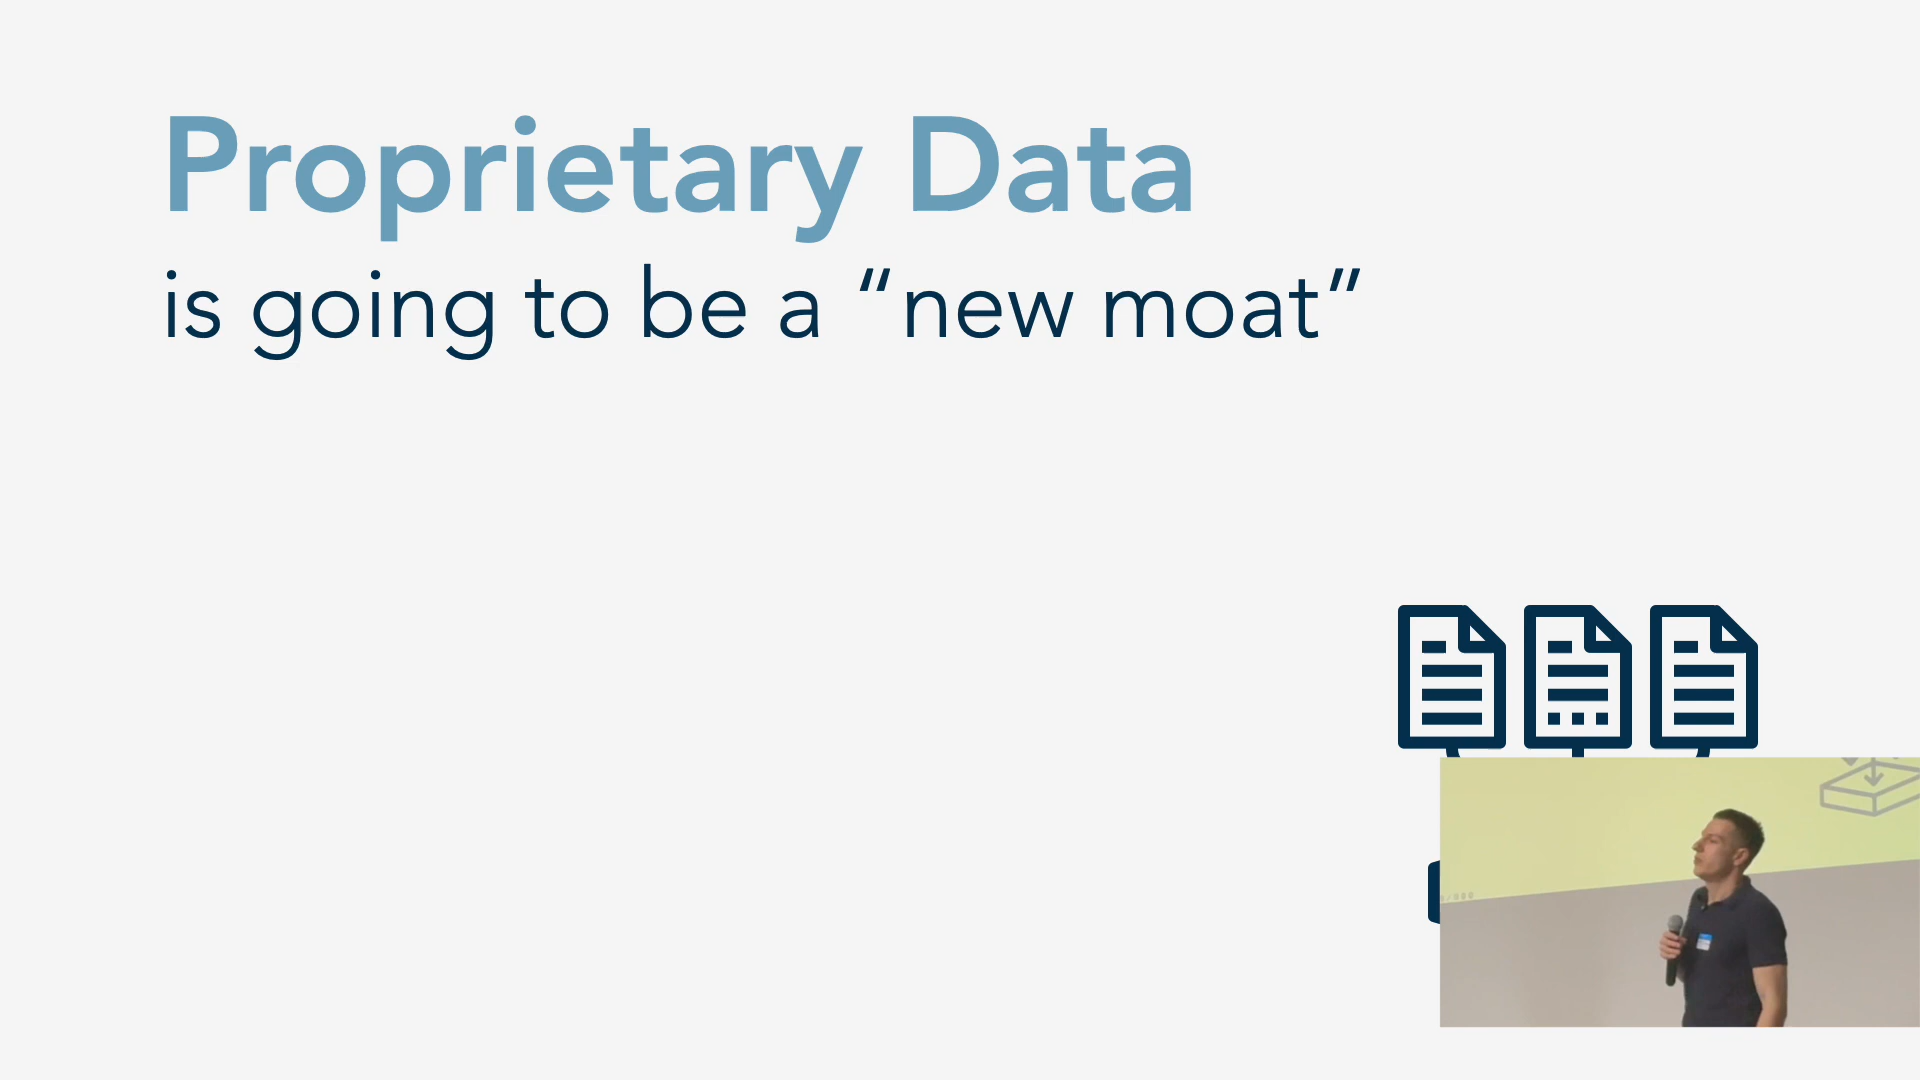 Proprietary Data
is going to be a “new moat”